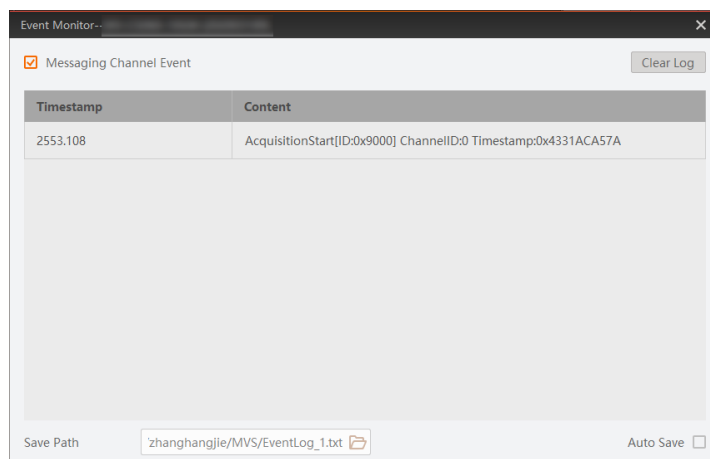 Event Monitor--
Messaging Channel Event
Clear Log
Timestamp Content
2553.108 AcquisitionStart[ID:0x9000] ChannelID:0 Timestamp:0x4331ACA57A
Save Path zhanghangjie/MVS/EventLog_1.txt Auto Save